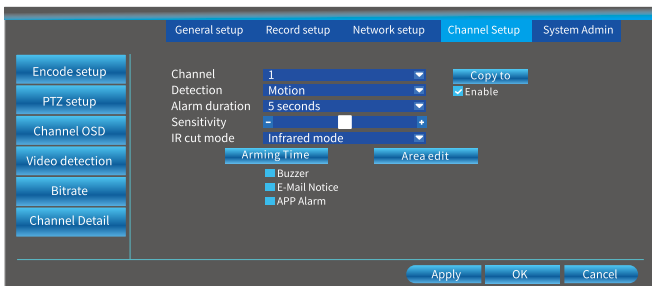 General setup Record setup Network setup Channel Setup System Admin
Encode setup
PTZ setup
Channel OSD
Video detection
Bitrate
Channel Detail
Channel 1 Copy to
Detection Motion Enable
Alarm duration 5 seconds
Sensitivity - +
IR cut mode Infrared mode
Arming Time Area edit
Buzzer
E-Mail Notice
APP Alarm
Apply OK Cancel